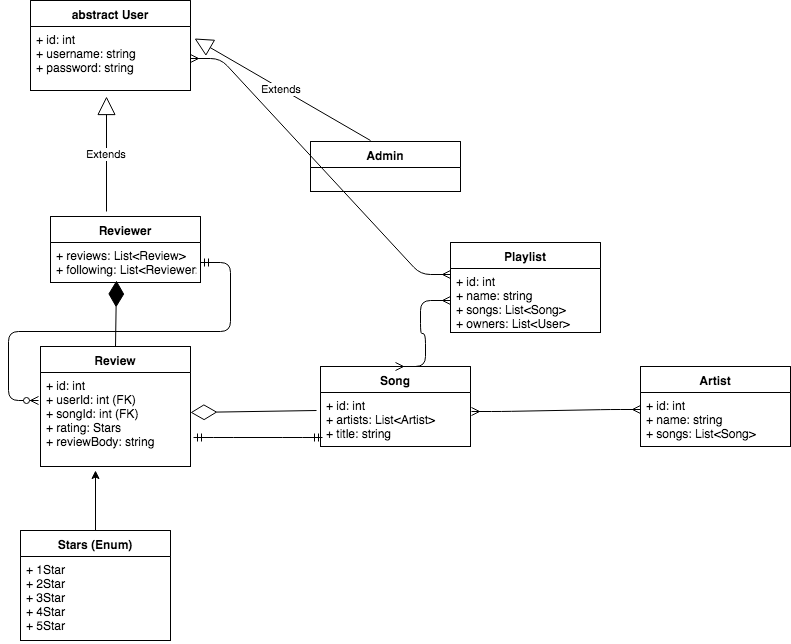 abstract User
+ id: int
+ username: string
+ password: string
Extends
Extends
Admin
Reviewer
+ reviews: List<Review>
+ following: List<Reviewer
Playlist
+ id: int
+ name: string
+ songs: List<Song>
+ owners: List<User>
Review
+ id: int
+ userId: int (FK)
+ songId: int (FK)
+ rating: Stars
+ reviewBody: string
Song
+ id: int
+ artists: List<Artist>
+ title: string
Artist
+ id: int
+ name: string
+ songs: List<Song>
Stars (Enum)
+ 1Star
+ 2Star
+ 3Star
+ 4Star
+ 5Star